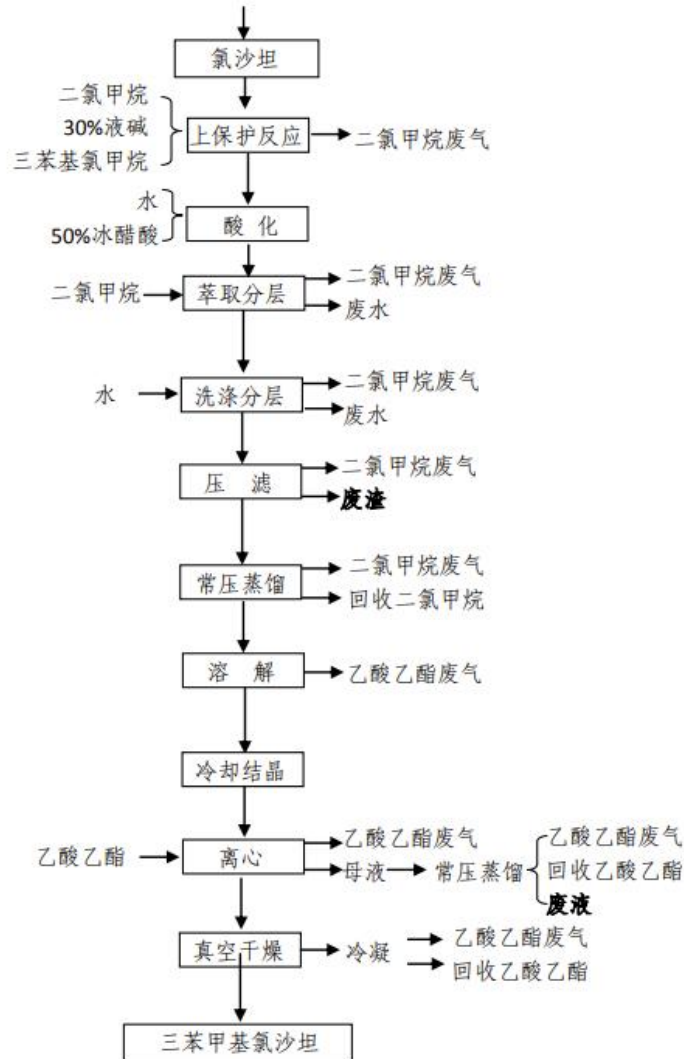 氯沙坦
二氯甲烷
30%液碱
三苯基氯甲烷
上保护反应
二氯甲烷废气
水
50%冰醋酸
酸 化
二氯甲烷
萃取分层
二氯甲烷废气
废水
水
洗涤分层
二氯甲烷废气
废水
压 滤
二氯甲烷废气
废渣
常压蒸馏
二氯甲烷废气
回收二氯甲烷
溶 解
乙酸乙酯废气
冷却结晶
乙酸乙酯
离心
乙酸乙酯废气
母液
常压蒸馏
乙酸乙酯废气
回收乙酸乙酯
废液
真空干燥
冷凝
乙酸乙酯废气
回收乙酸乙酯
三苯甲基氯沙坦